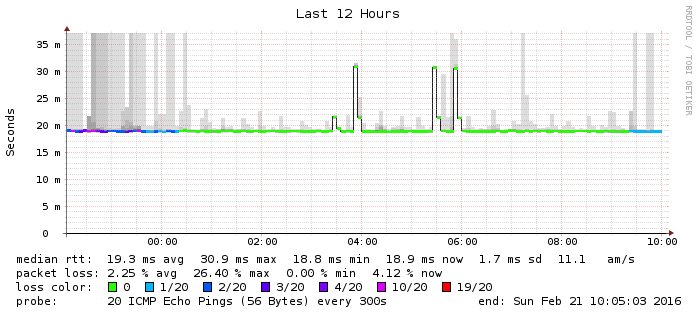 Last 12 Hours
RRDTOOL / TOBI OETIKER
Seconds
35 m
30 m
25 m
20 m
15 m
10 m
5 m
0
00:00 02:00 04:00 06:00 08:00 10:00
median rtt: 19.3 ms avg 30.9 ms max 18.8 ms min 18.9 ms now 1.7 ms sd 11.1 am/s
packet loss: 2.25 % avg 26.40 % max 0.00 % min 4.12 % now
loss color: 0 1/20 2/20 3/20 4/20 10/20 19/20
probe: 20 ICMP Echo Pings (56 Bytes) every 300s end: Sun Feb 21 10:05:03 2016